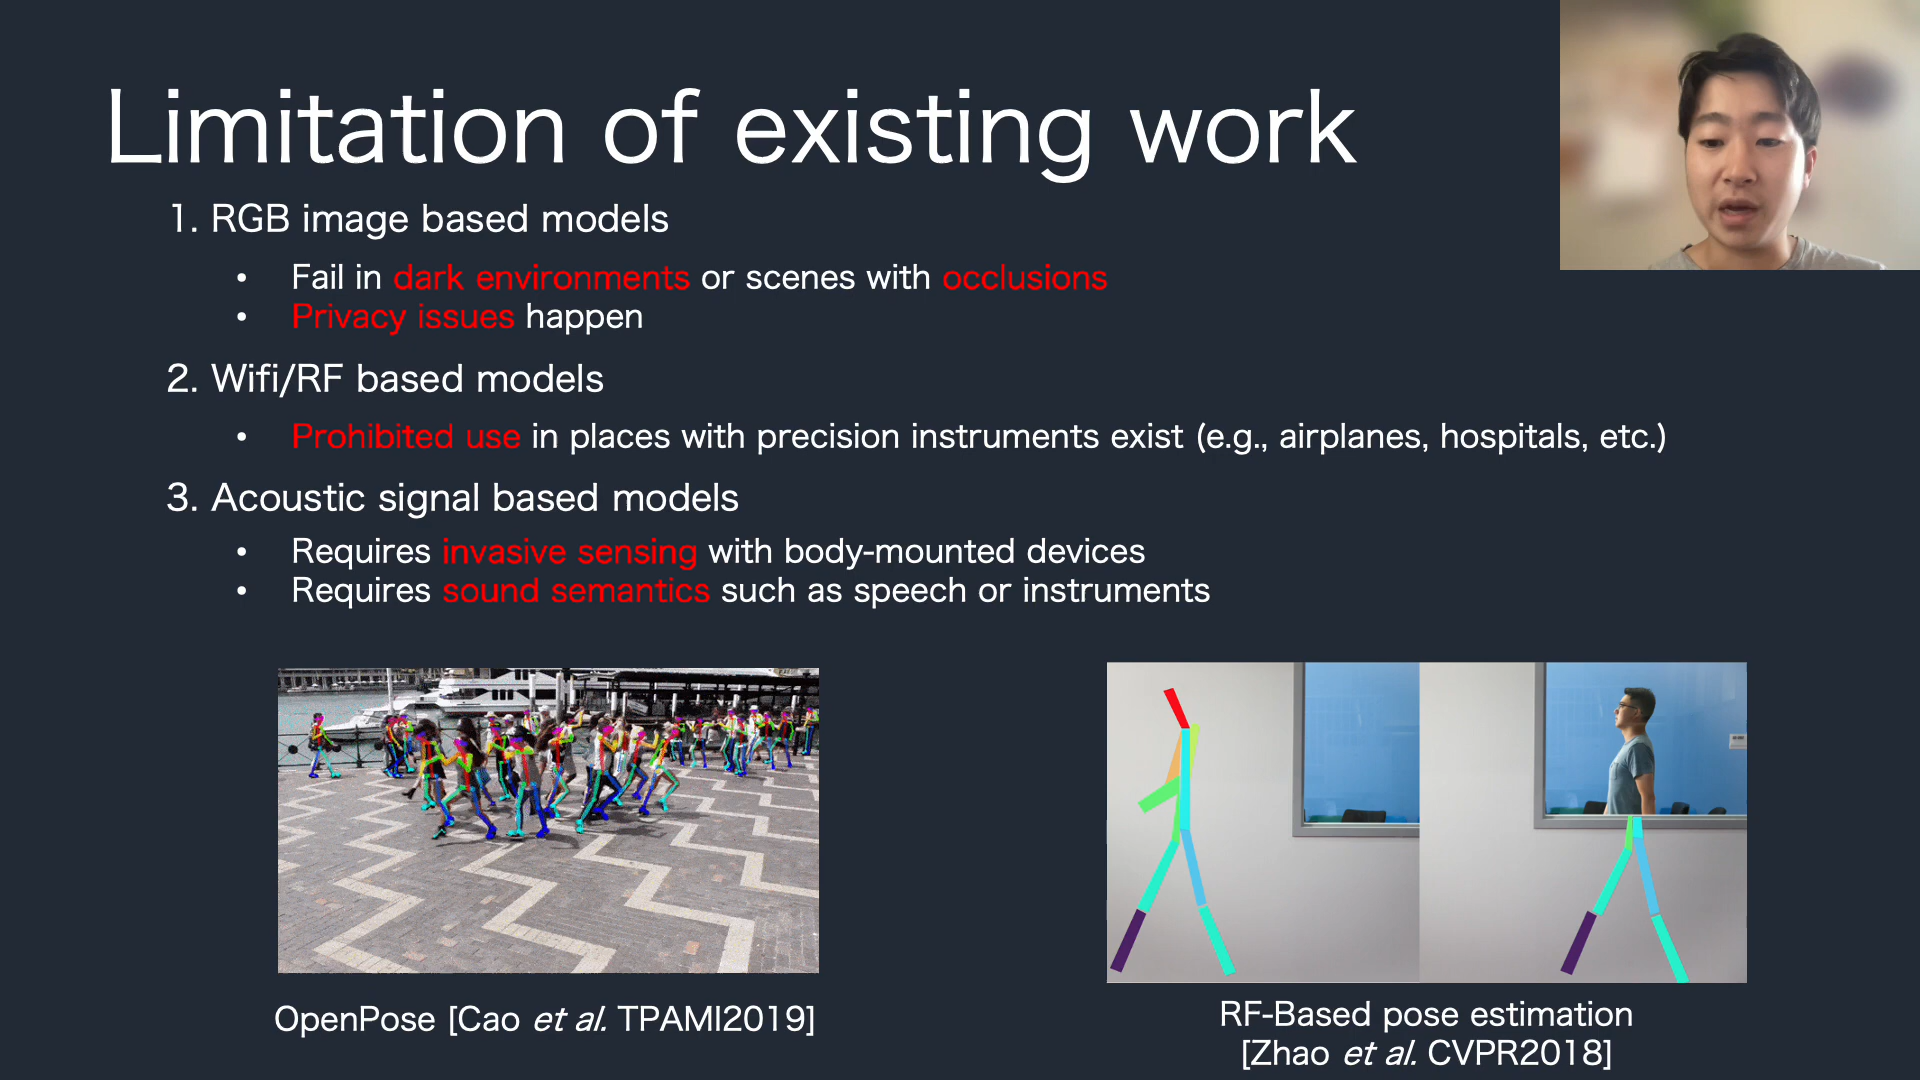 Limitation of existing work
1. RGB image based models
• Fail in dark environments or scenes with occlusions
• Privacy issues happen
2. Wifi/RF based models
• Prohibited use in places with precision instruments exist (e.g., airplanes, hospitals, etc.)
3. Acoustic signal based models
• Requires invasive sensing with body-mounted devices
• Requires sound semantics such as speech or instruments
OpenPose [Cao et al. TPAMI2019]
RF-Based pose estimation
[Zhao et al. CVPR2018]